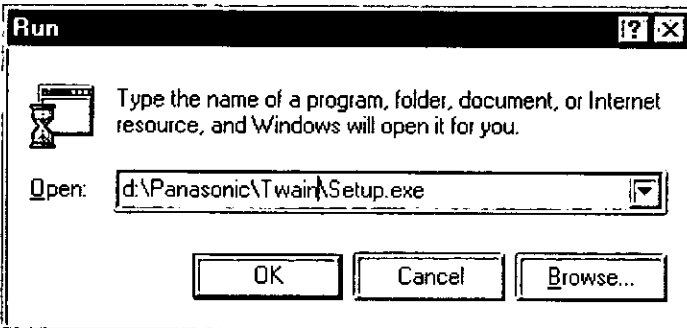 Run
Type the name of a program, folder, document, or Internet
resource, and Windows will open it for you.
Open: d:\Panasonic\Twain\Setup.exe
OK Cancel Browse...